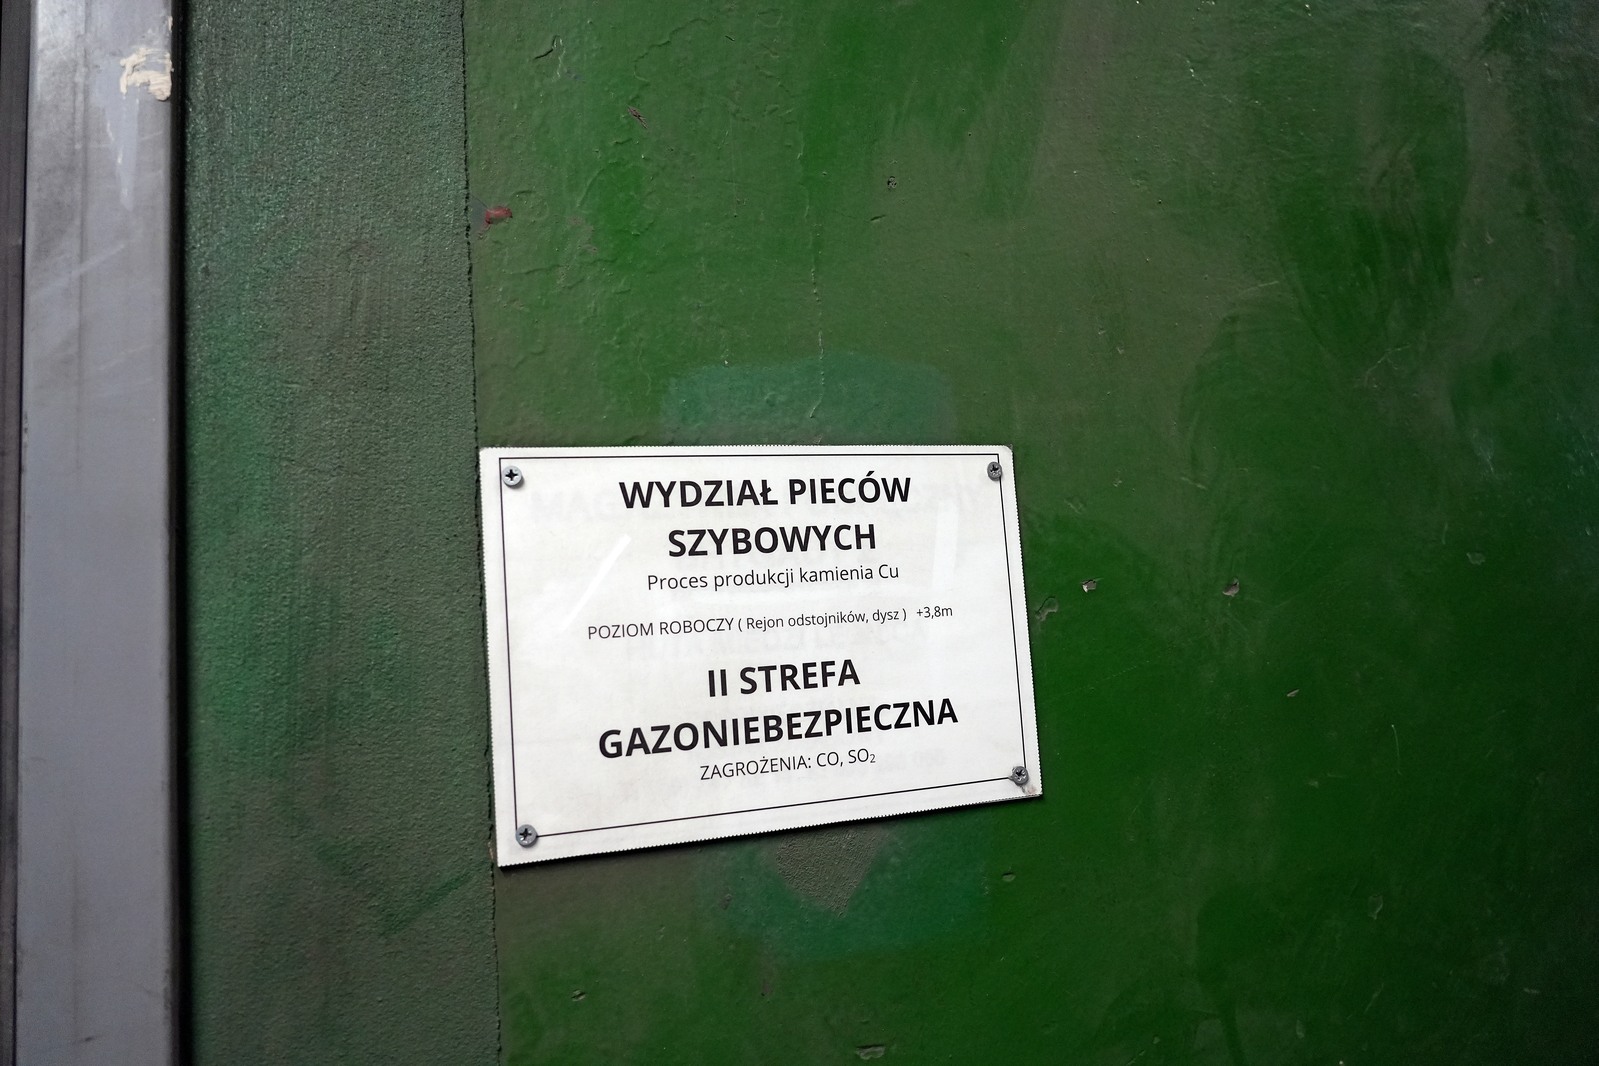 WYDZIAŁ PIECÓW
SZYBOWYCH
Proces produkcji kamienia Cu
POZIOM ROBOCZY ( Rejon odstojników, dysz ) +3,8m
II STREFA
GAZONIEBEZPIECZNA
ZAGROŻENIA: CO, SO₂